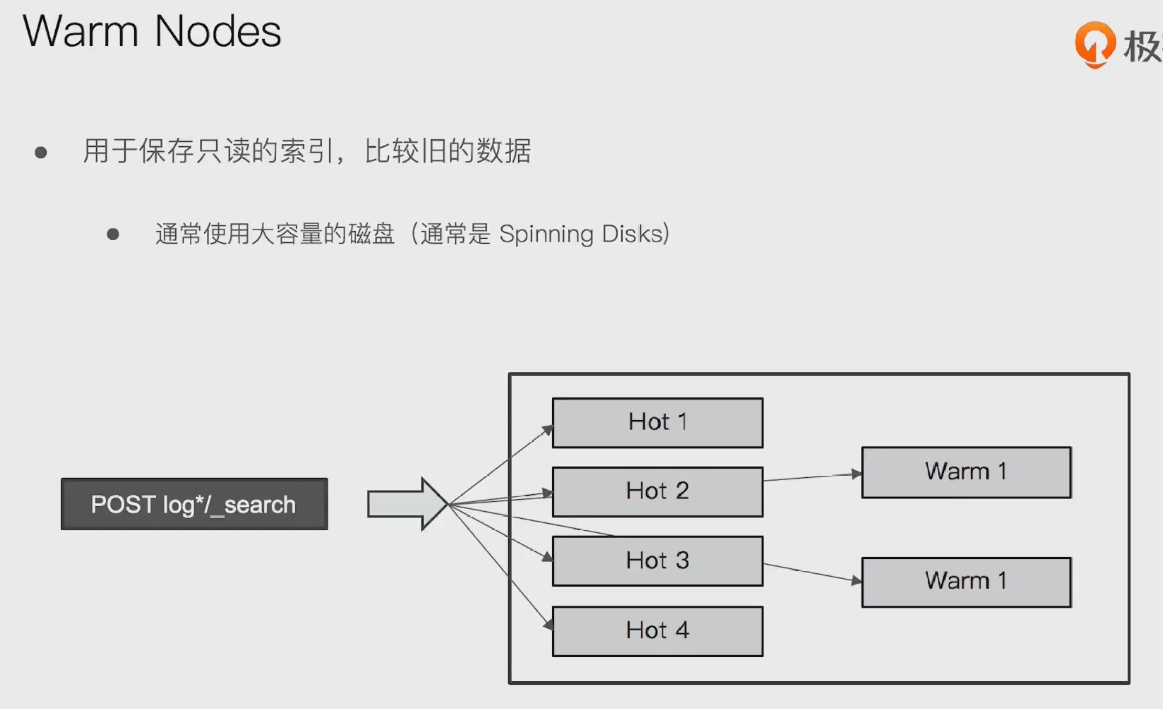 Warm Nodes
极
用于保存只读的索引，比较旧的数据
通常使用大容量的磁盘（通常是 Spinning Disks)
Hot 1
Warm 1
Hot 2
POST log*/_search
Hot 3
Warm 1
Hot 4